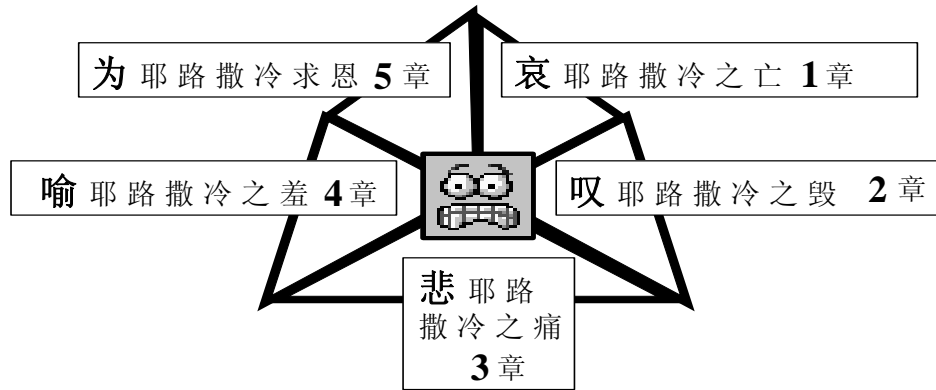 为耶路撒冷求恩5章
哀耶路撒冷之亡1章
喻耶路撒冷之羞4章
叹耶路撒冷之毁 2章
悲耶路
撒冷之痛
3章